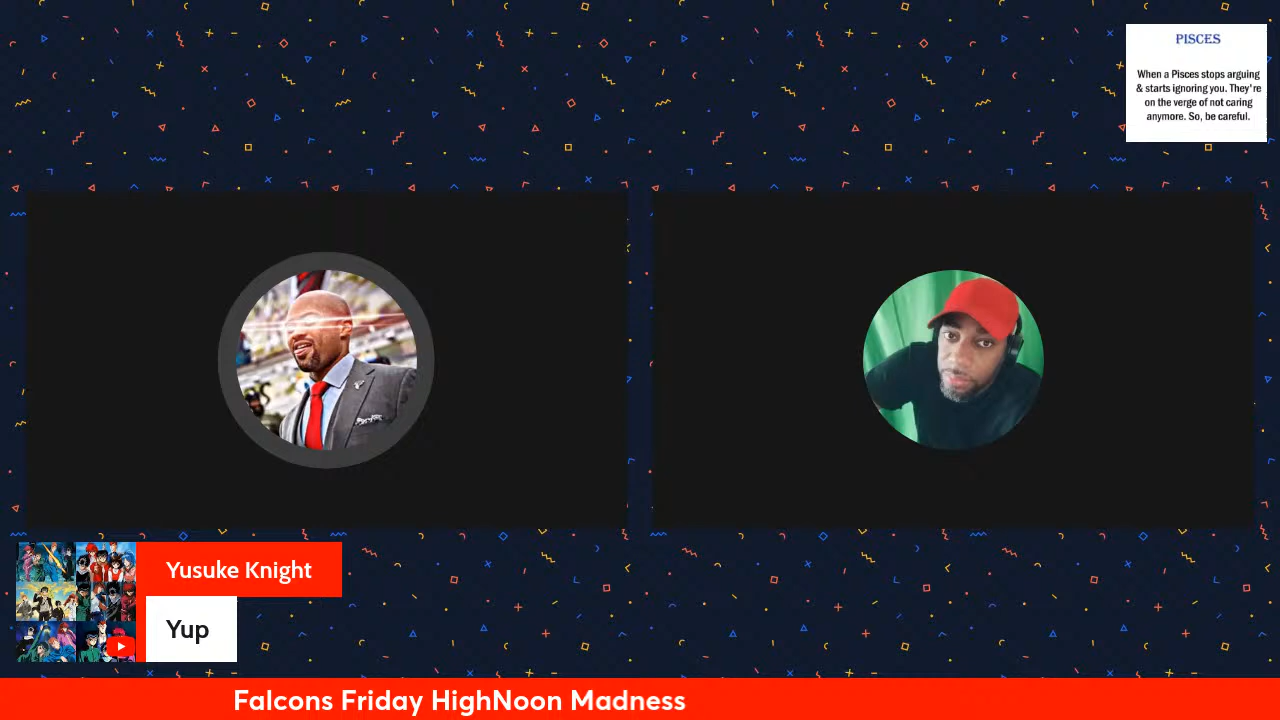 PISCES
When a Pisces stops arguing
& starts ignoring you. They're
on the verge of not caring
anymore. So, be careful.
Yusuke Knight
Yup
Falcons Friday HighNoon Madness